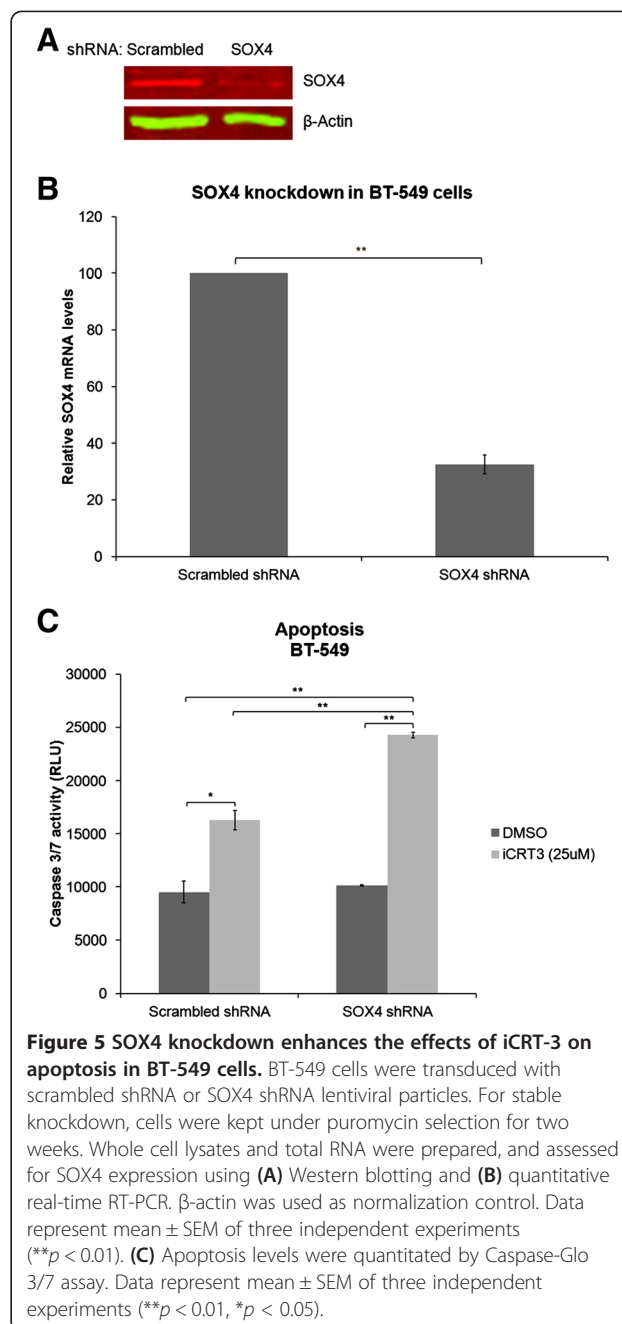 A
shRNA: Scrambled SOX4
SOX4
β-Actin
B
SOX4 knockdown in BT-549 cells
120
100
80
60
40
20
0
Relative SOX4 mRNA levels
**
Scrambled shRNA
SOX4 shRNA
C
Apoptosis
BT-549
30000
25000
20000
15000
10000
5000
0
Caspase 3/7 activity (RLU)
**
**
**
*
DMSO
iCRT3 (25uM)
Scrambled shRNA
SOX4 shRNA
Figure 5 SOX4 knockdown enhances the effects of iCRT-3 on
apoptosis in BT-549 cells. BT-549 cells were transduced with
scrambled shRNA or SOX4 shRNA lentiviral particles. For stable
knockdown, cells were kept under puromycin selection for two
weeks. Whole cell lysates and total RNA were prepared, and assessed
for SOX4 expression using (A) Western blotting and (B) quantitative
real-time RT-PCR. β-actin was used as normalization control. Data
represent mean ± SEM of three independent experiments
(**p < 0.01). (C) Apoptosis levels were quantitated by Caspase-Glo
3/7 assay. Data represent mean ± SEM of three independent
experiments (**p < 0.01, *p < 0.05).